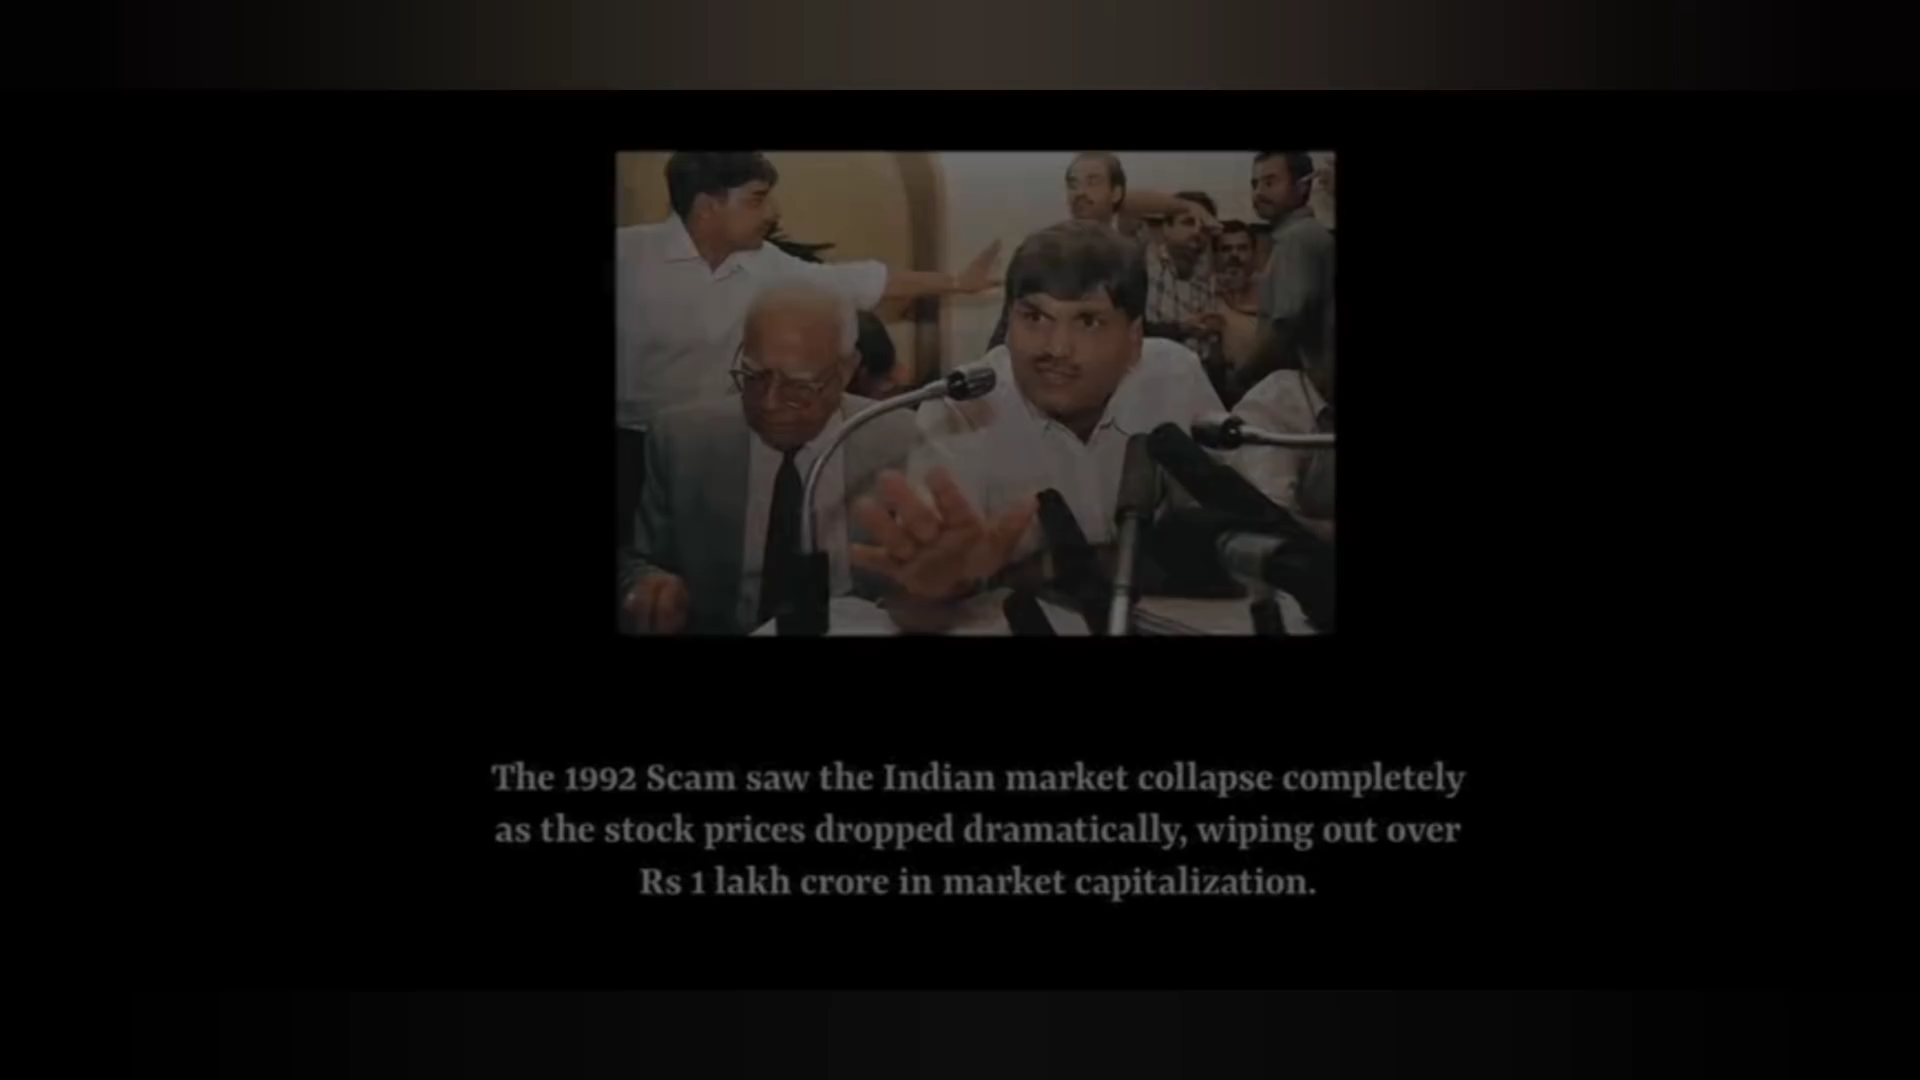 The 1992 Scam saw the Indian market collapse completely
as the stock prices dropped dramatically, wiping out over
Rs 1 lakh crore in market capitalization.